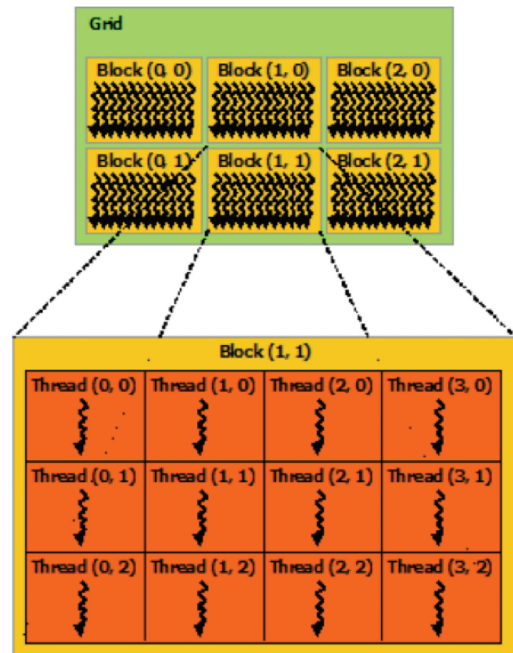 Grid
Block (0, 0) Block (1, 0) Block (2, 0)
Block (0, 1) Block (1, 1) Block (2, 1)
Block (1, 1)
Thread (0, 0) Thread (1, 0) Thread (2, 0) Thread (3, 0)
Thread (0, 1) Thread (1, 1) Thread (2, 1) Thread (3, 1)
Thread (0, 2) Thread (1, 2) Thread (2, 2) Thread (3, 2)